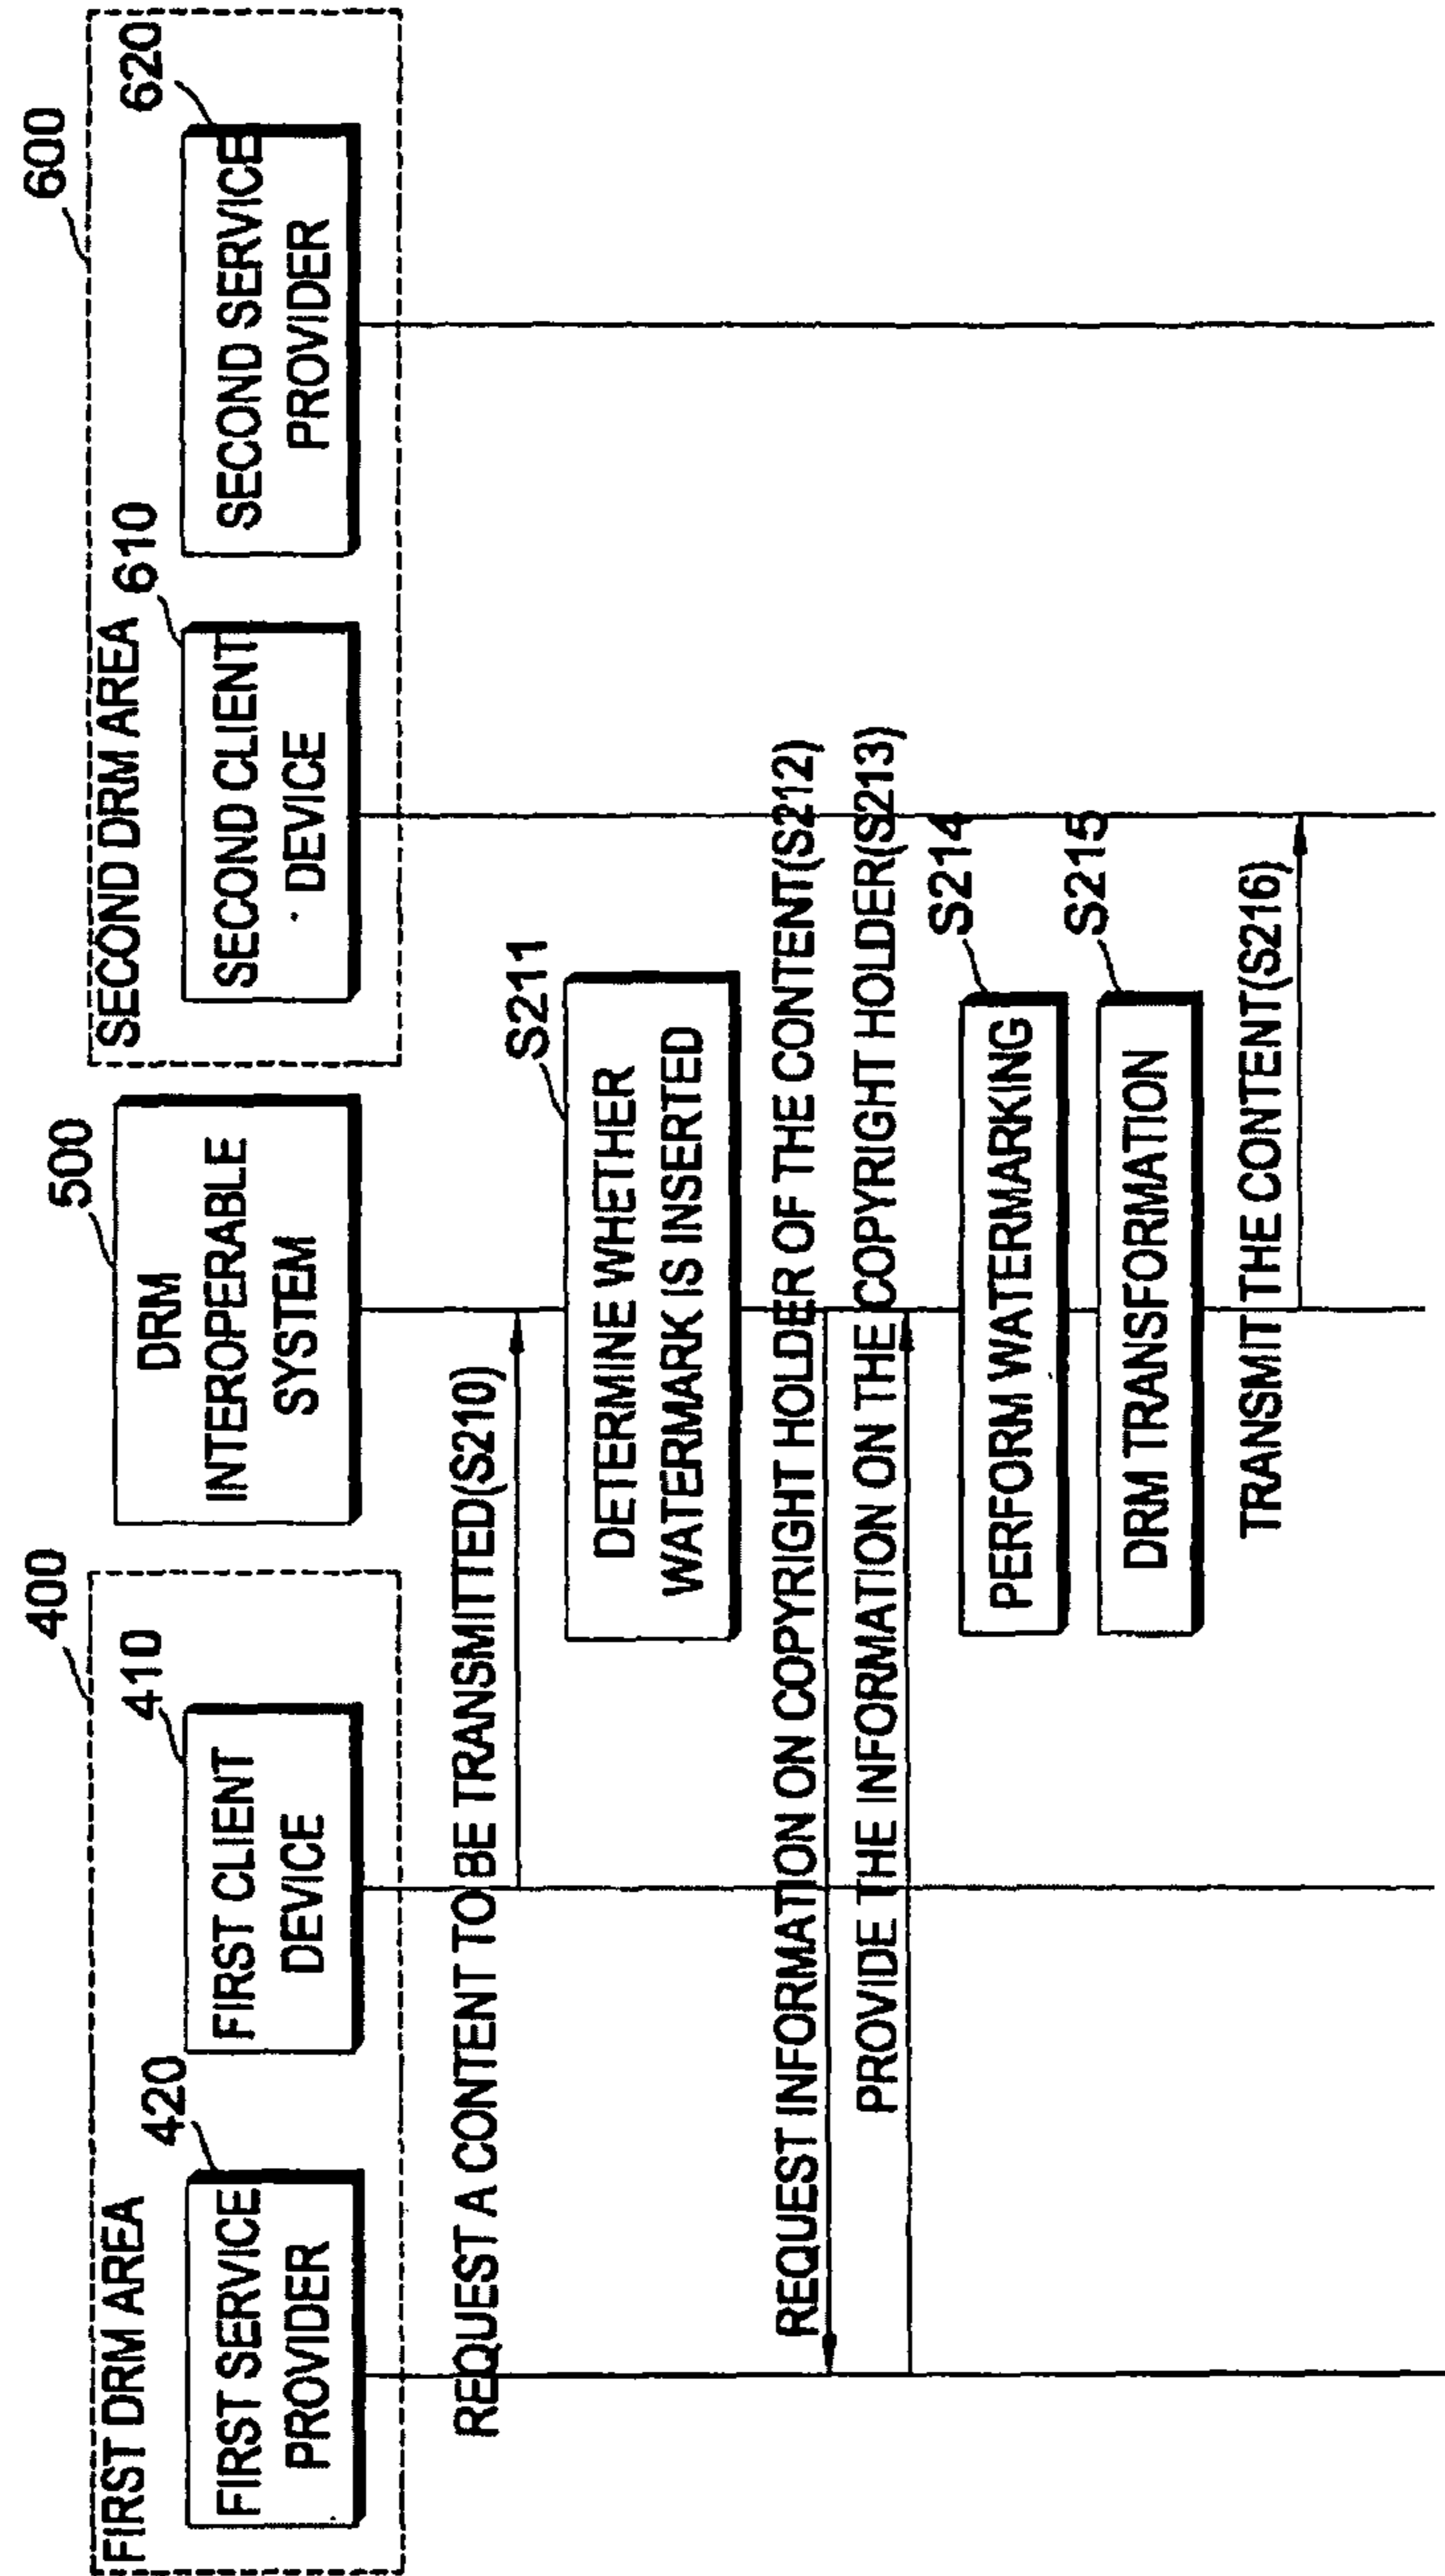 400
600
FIRST DRM AREA
420
410
500
SECOND DRM AREA
610
620
FIRST SERVICE
PROVIDER
FIRST CLIENT
DEVICE
DRM
INTEROPERABLE
SYSTEM
SECOND CLIENT
DEVICE
SECOND SERVICE
PROVIDER
REQUEST A CONTENT TO BE TRANSMITTED(S210)
S211
DETERMINE WHETHER
WATERMARK IS INSERTED
REQUEST INFORMATION ON COPYRIGHT HOLDER OF THE CONTENT(S212)
PROVIDE THE INFORMATION ON THE COPYRIGHT HOLDER(S213)
S214
PERFORM WATERMARKING
S215
DRM TRANSFORMATION
TRANSMIT THE CONTENT(S216)